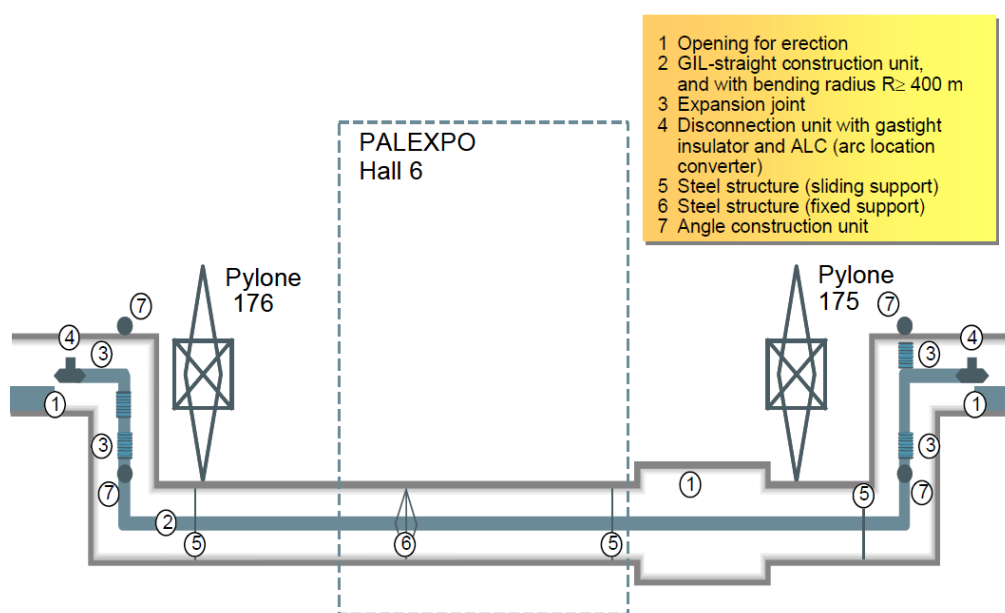 1 Opening for erection
2 GIL-straight construction unit,
and with bending radius R≥ 400 m
3 Expansion joint
4 Disconnection unit with gastight
insulator and ALC (arc location
converter)
5 Steel structure (sliding support)
6 Steel structure (fixed support)
7 Angle construction unit
PALEXPO
Hall 6
Pylone
176
Pylone
175
7
7
4
3
3
4
1
1
3
3
7
2
5
6
5
1
5
7